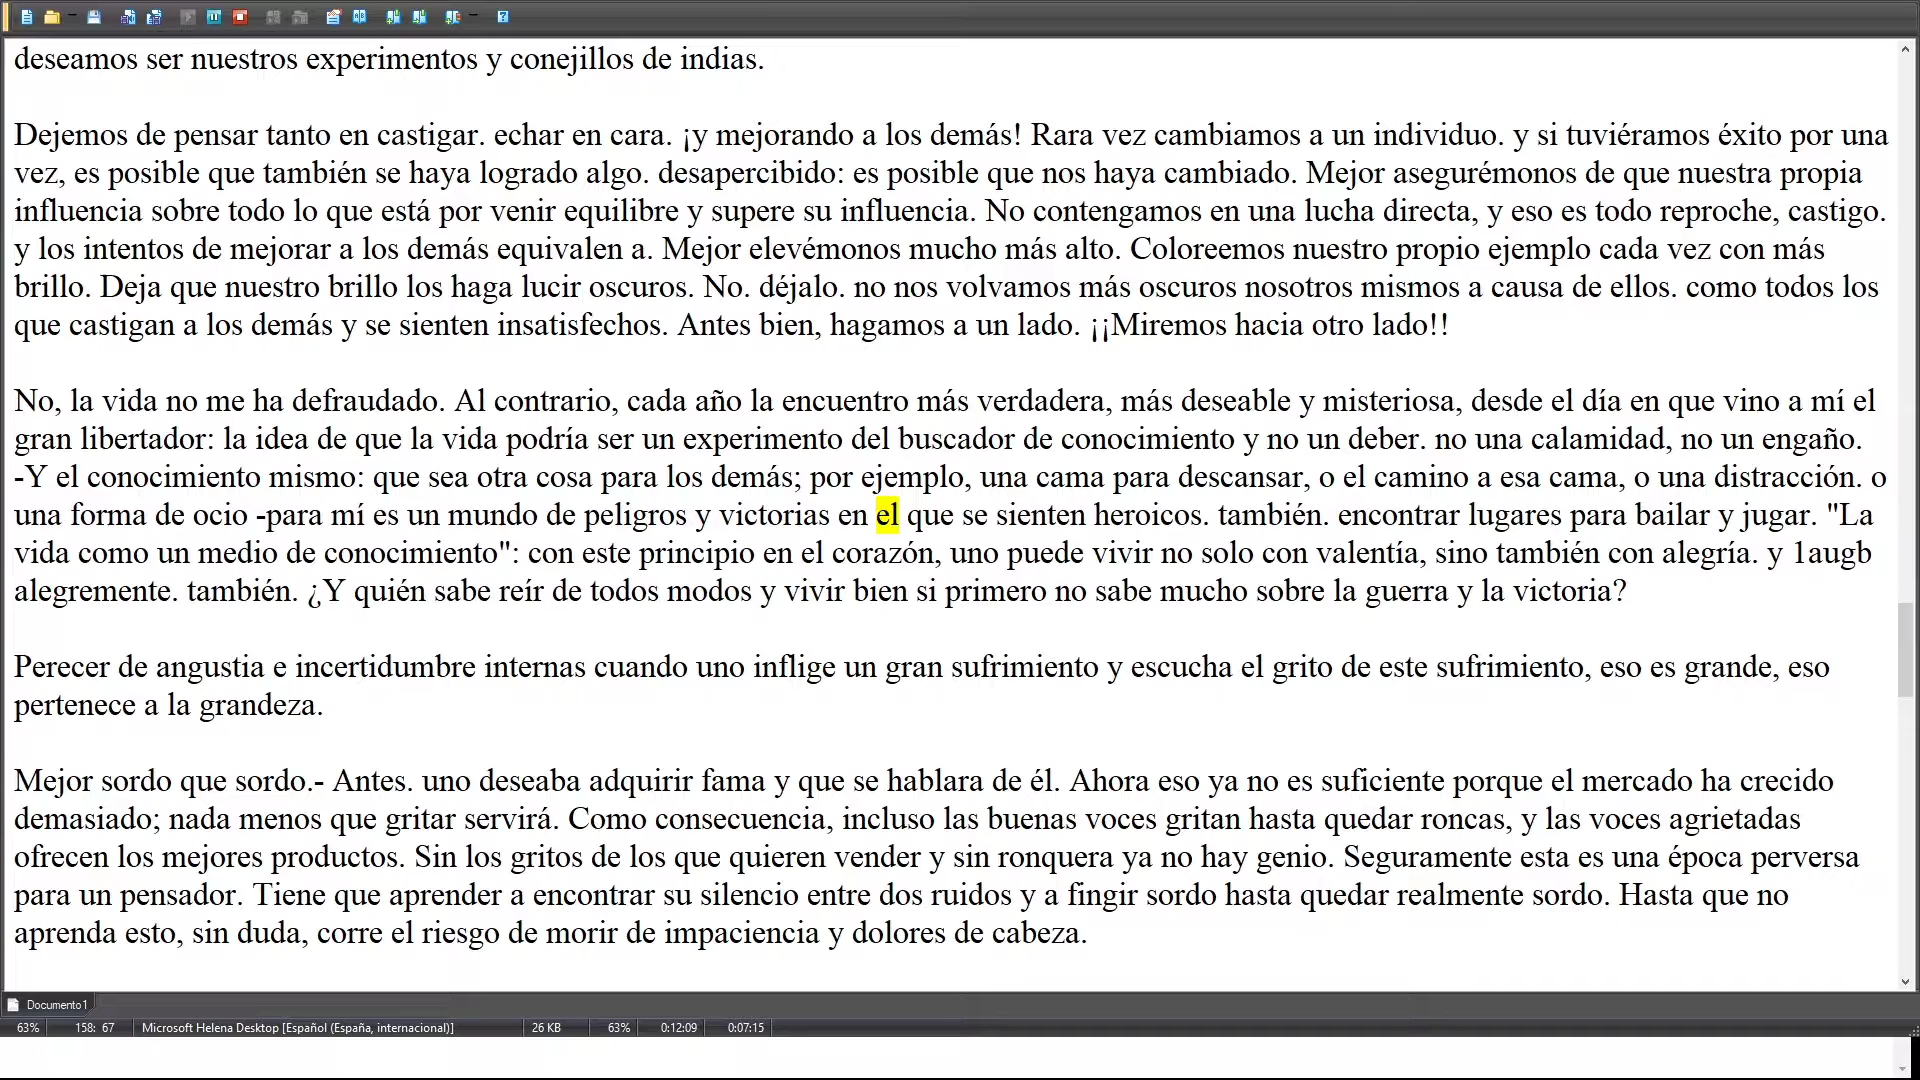 deseamos ser nuestros experimentos y conejillos de indias.
Dejemos de pensar tanto en castigar. echar en cara. ¡y mejorando a los demás! Rara vez cambiamos a un individuo. y si tuviéramos éxito por una
vez, es posible que también se haya logrado algo. desapercibido: es posible que nos haya cambiado. Mejor asegurémonos de que nuestra propia
influencia sobre todo lo que está por venir equilibre y supere su influencia. No contengamos en una lucha directa, y eso es todo reproche, castigo.
y los intentos de mejorar a los demás equivalen a. Mejor elevémonos mucho más alto. Coloreemos nuestro propio ejemplo cada vez con más
brillo. Deja que nuestro brillo los haga lucir oscuros. No. déjalo. no nos volvamos más oscuros nosotros mismos a causa de ellos. como todos los
que castigan a los demás y se sienten insatisfechos. Antes bien, hagamos a un lado. ¡¡Miremos hacia otro lado!!
No, la vida no me ha defraudado. Al contrario, cada año la encuentro más verdadera, más deseable y misteriosa, desde el día en que vino a mí el
gran libertador: la idea de que la vida podría ser un experimento del buscador de conocimiento y no un deber. no una calamidad, no un engaño.
-Y el conocimiento mismo: que sea otra cosa para los demás; por ejemplo, una cama para descansar, o el camino a esa cama, o una distracción. o
una forma de ocio -para mí es un mundo de peligros y victorias en el que se sienten heroicos. también. encontrar lugares para bailar y jugar. "La
vida como un medio de conocimiento": con este principio en el corazón, uno puede vivir no solo con valentía, sino también con alegría. y 1augb
alegremente. también. ¿Y quién sabe reír de todos modos y vivir bien si primero no sabe mucho sobre la guerra y la victoria?
Perecer de angustia e incertidumbre internas cuando uno inflige un gran sufrimiento y escucha el grito de este sufrimiento, eso es grande, eso
pertenece a la grandeza.
Mejor sordo que sordo.- Antes. uno deseaba adquirir fama y que se hablara de él. Ahora eso ya no es suficiente porque el mercado ha crecido
demasiado; nada menos que gritar servirá. Como consecuencia, incluso las buenas voces gritan hasta quedar roncas, y las voces agrietadas
ofrecen los mejores productos. Sin los gritos de los que quieren vender y sin ronquera ya no hay genio. Seguramente esta es una época perversa
para un pensador. Tiene que aprender a encontrar su silencio entre dos ruidos y a fingir sordo hasta quedar realmente sordo. Hasta que no
aprenda esto, sin duda, corre el riesgo de morir de impaciencia y dolores de cabeza.
Documento1
63% 158: 67 Microsoft Helena Desktop [Español (España, internacional)] 26 KB 63% 0:12:09 0:07:15